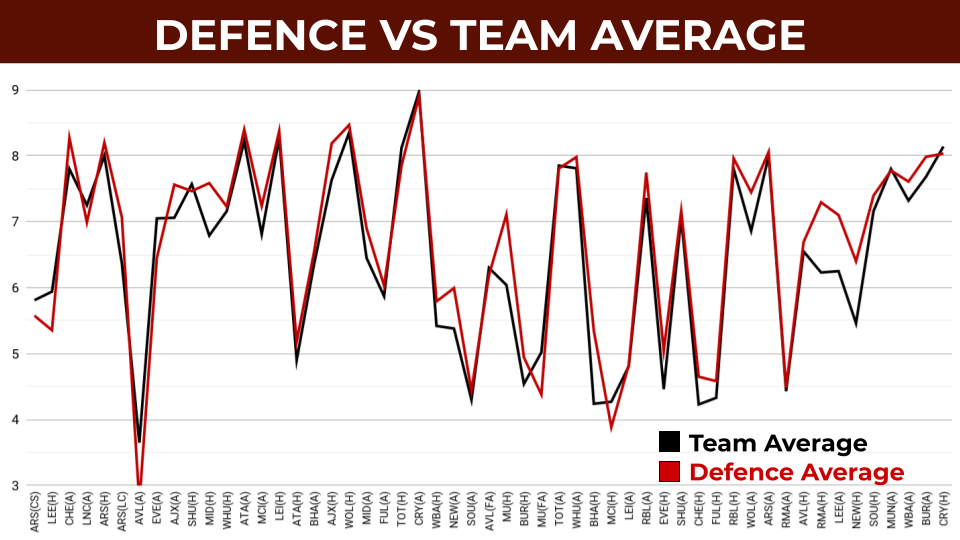 DEFENCE VS TEAM AVERAGE
9
8
7
6
5
4
3
Team Average
Defence Average
ARS(CS)
LEE(H)
CHE(A)
LNC(A)
ARS(H)
ARS(LC)
AVL(A)
EVE(A)
AJX(A)
SHU(H)
MID(H)
WHU(H)
ATA(A)
MCI(A)
LEI(H)
ATA(H)
BHA(A)
AJX(H)
WOL(H)
MID(A)
FUL(A)
TOT(H)
CRY(A)
WBA(H)
NEW(A)
SOU(A)
AVL(FA)
MU(H)
BUR(H)
MU(FA)
TOT(A)
WHU(A)
BHA(H)
MCI(H)
LEI(A)
RBL(A)
EVE(H)
SHU(A)
CHE(H)
FUL(H)
RBL(H)
WOL(A)
ARS(A)
RMA(A)
AVL(H)
RMA(H)
LEE(A)
NEW(H)
SOU(H)
MUN(A)
WBA(A)
BUR(A)
CRY(H)